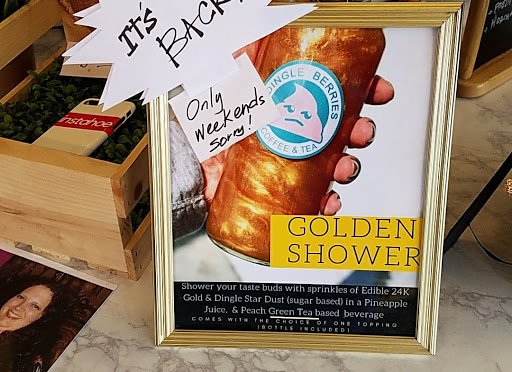 It's
BACK!
Only
weekends
sorry!
DINGLE BERRIES
COFFEE & TEA
instahoe
GOLDEN
SHOWER
Shower your taste buds with sprinkles of Edible 24K
Gold & Dingle Star Dust (sugar based) in a Pineapple
Juice, & Peach Green Tea based beverage
COMES WITH THE CHOICE OF ONE TOPPING
(BOTTLE INCLUDED)